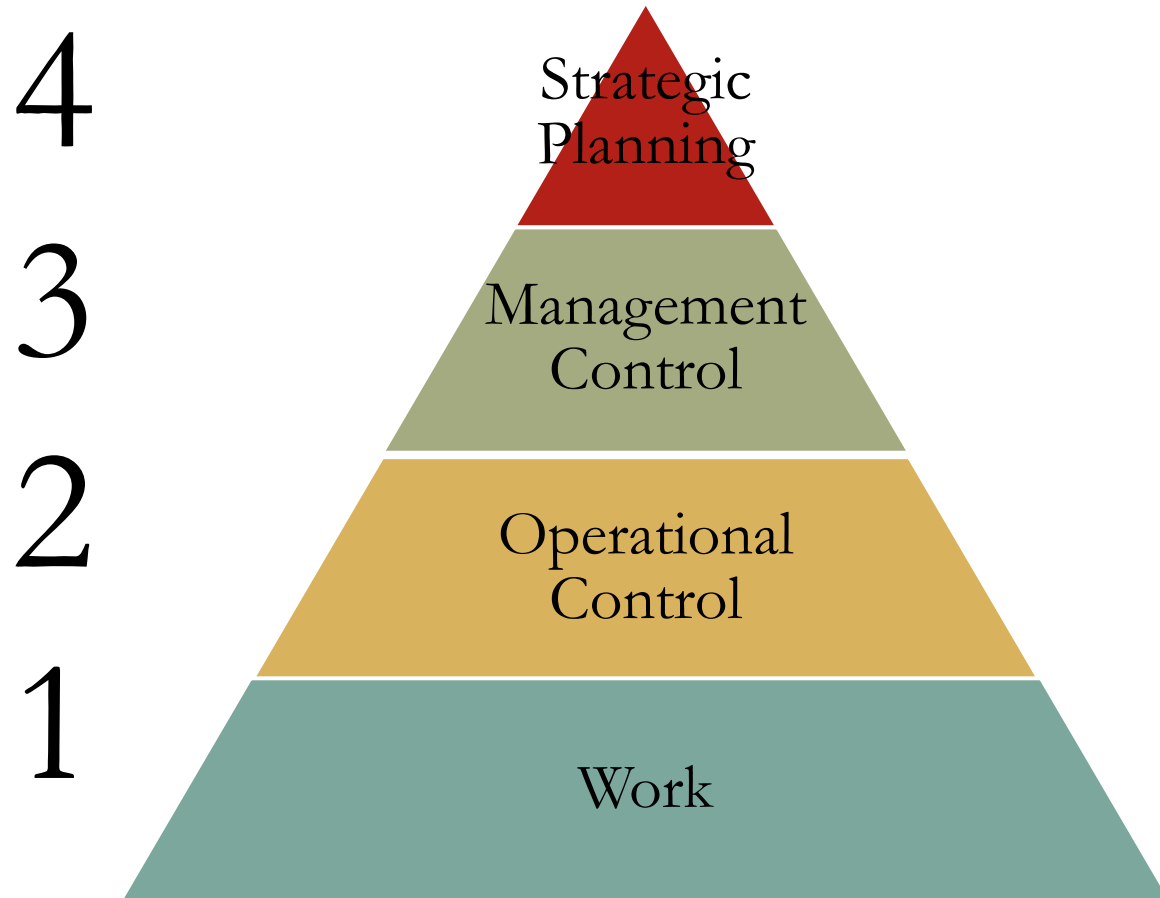 4
Strategic
Planning
3
Management
Control
2
Operational
Control
1
Work